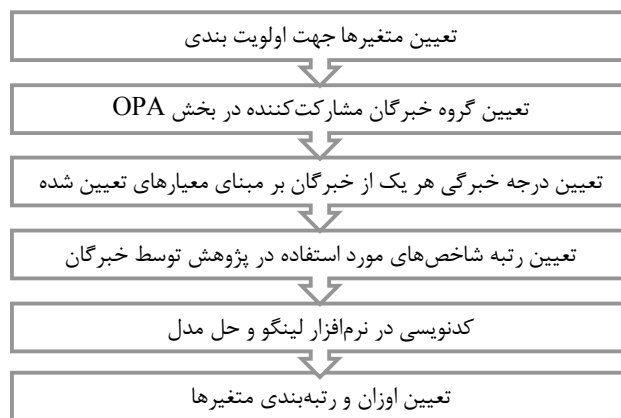 تعیین متغیرها جهت اولویت بندی
تعیین گروه خبرگان مشارکت‌کننده در بخش OPA
تعیین درجه خبرگی هر یک از خبرگان بر مبنای معیارهای تعیین شده
تعیین رتبه شاخص‌های مورد استفاده در پژوهش توسط خبرگان
کدنویسی در نرم‌افزار لینگو و حل مدل
تعیین اوزان و رتبه‌بندی متغیرها